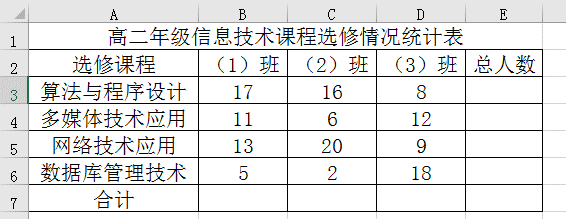 A B C D E
1 高二年级信息技术课程选修情况统计表
2 选修课程 （1）班 （2）班 （3）班 总人数
3 算法与程序设计 17 16 8
4 多媒体技术应用 11 6 12
5 网络技术应用 13 20 9
6 数据库管理技术 5 2 18
7 合计